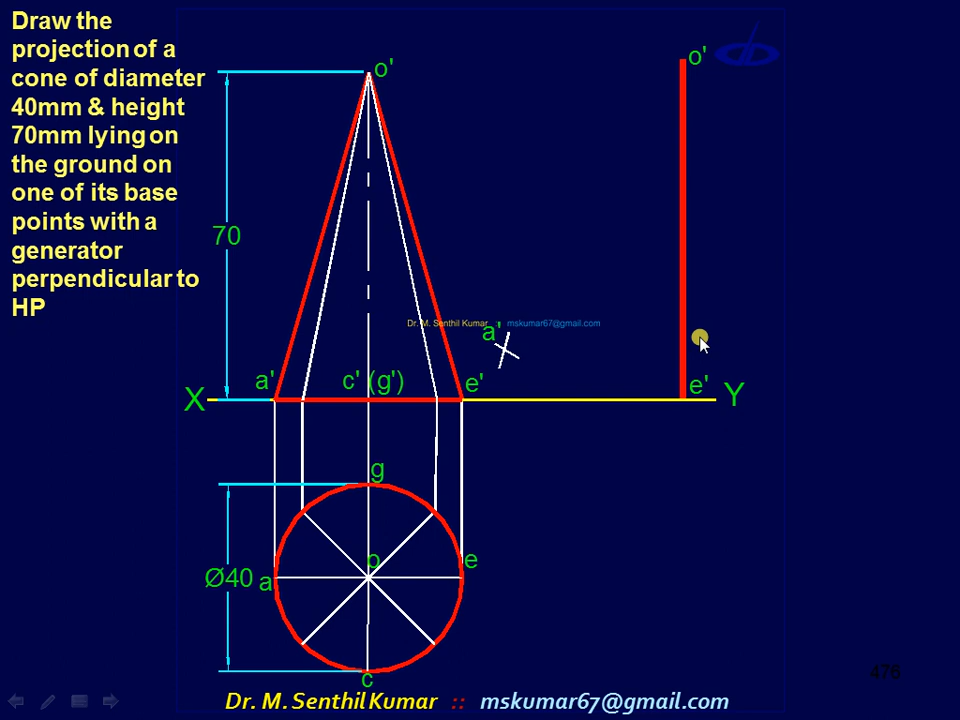 Draw the
projection of a
cone of diameter
40mm & height
70mm lying on
the ground on
one of its base
points with a
generator
perpendicular to
HP
o'
o'
70
Dr. M. Senthil Kumar :: mskumar67@gmail.com
a'
a'
c' (g')
e'
e'
X
Y
g
o
e
Ø40
a
c
476
Dr. M. Senthil Kumar :: mskumar67@gmail.com